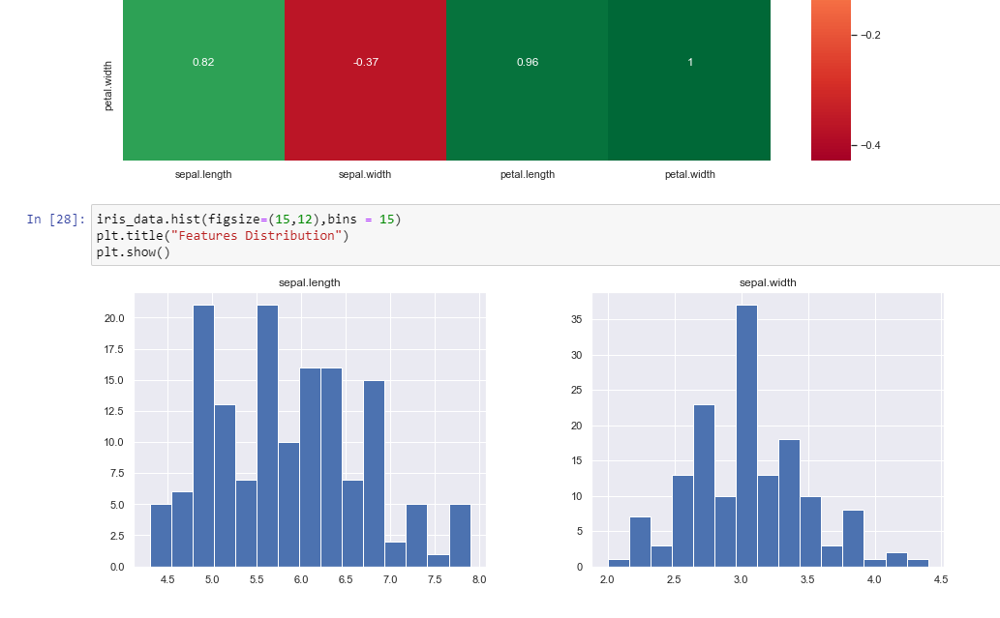 −0.2
petal.width
0.82 -0.37 0.96 1
−0.4
sepal.length sepal.width petal.length petal.width
In [28]: iris_data.hist(figsize=(15,12),bins = 15)
plt.title("Features Distribution")
plt.show()
sepal.length
20.0
17.5
15.0
12.5
10.0
7.5
5.0
2.5
0.0
4.5 5.0 5.5 6.0 6.5 7.0 7.5 8.0
sepal.width
35
30
25
20
15
10
5
0
2.0 2.5 3.0 3.5 4.0 4.5